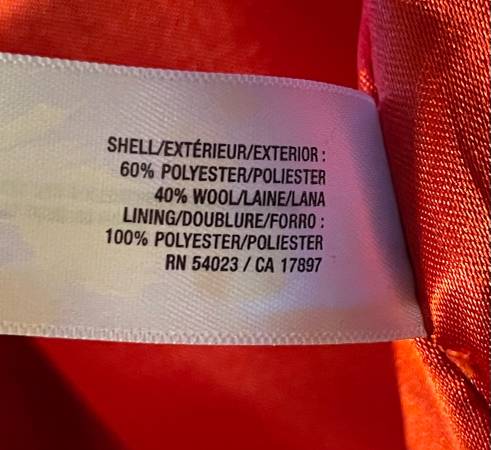 SHELL/EXTÉRIEUR/EXTERIOR :
60% POLYESTER/POLIESTER
40% WOOL/LAINE/LANA
LINING/DOUBLURE/FORRO :
100% POLYESTER/POLIESTER
RN 54023 / CA 17897